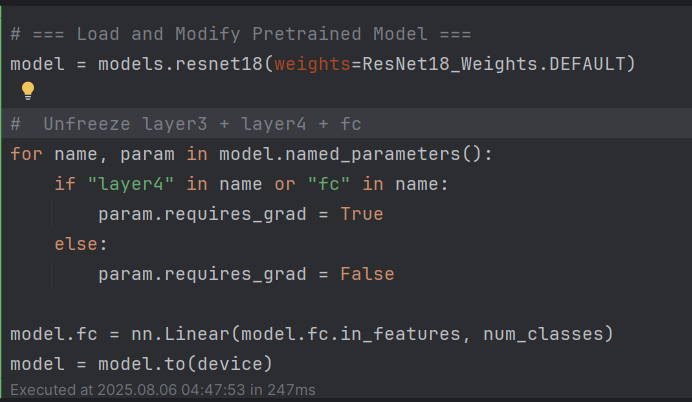 # === Load and Modify Pretrained Model ===
model = models.resnet18(weights=ResNet18_Weights.DEFAULT)
#  Unfreeze layer3 + layer4 + fc
for name, param in model.named_parameters():
    if "layer4" in name or "fc" in name:
        param.requires_grad = True
    else:
        param.requires_grad = False
model.fc = nn.Linear(model.fc.in_features, num_classes)
model = model.to(device)
Executed at 2025.08.06 04:47:53 in 247ms